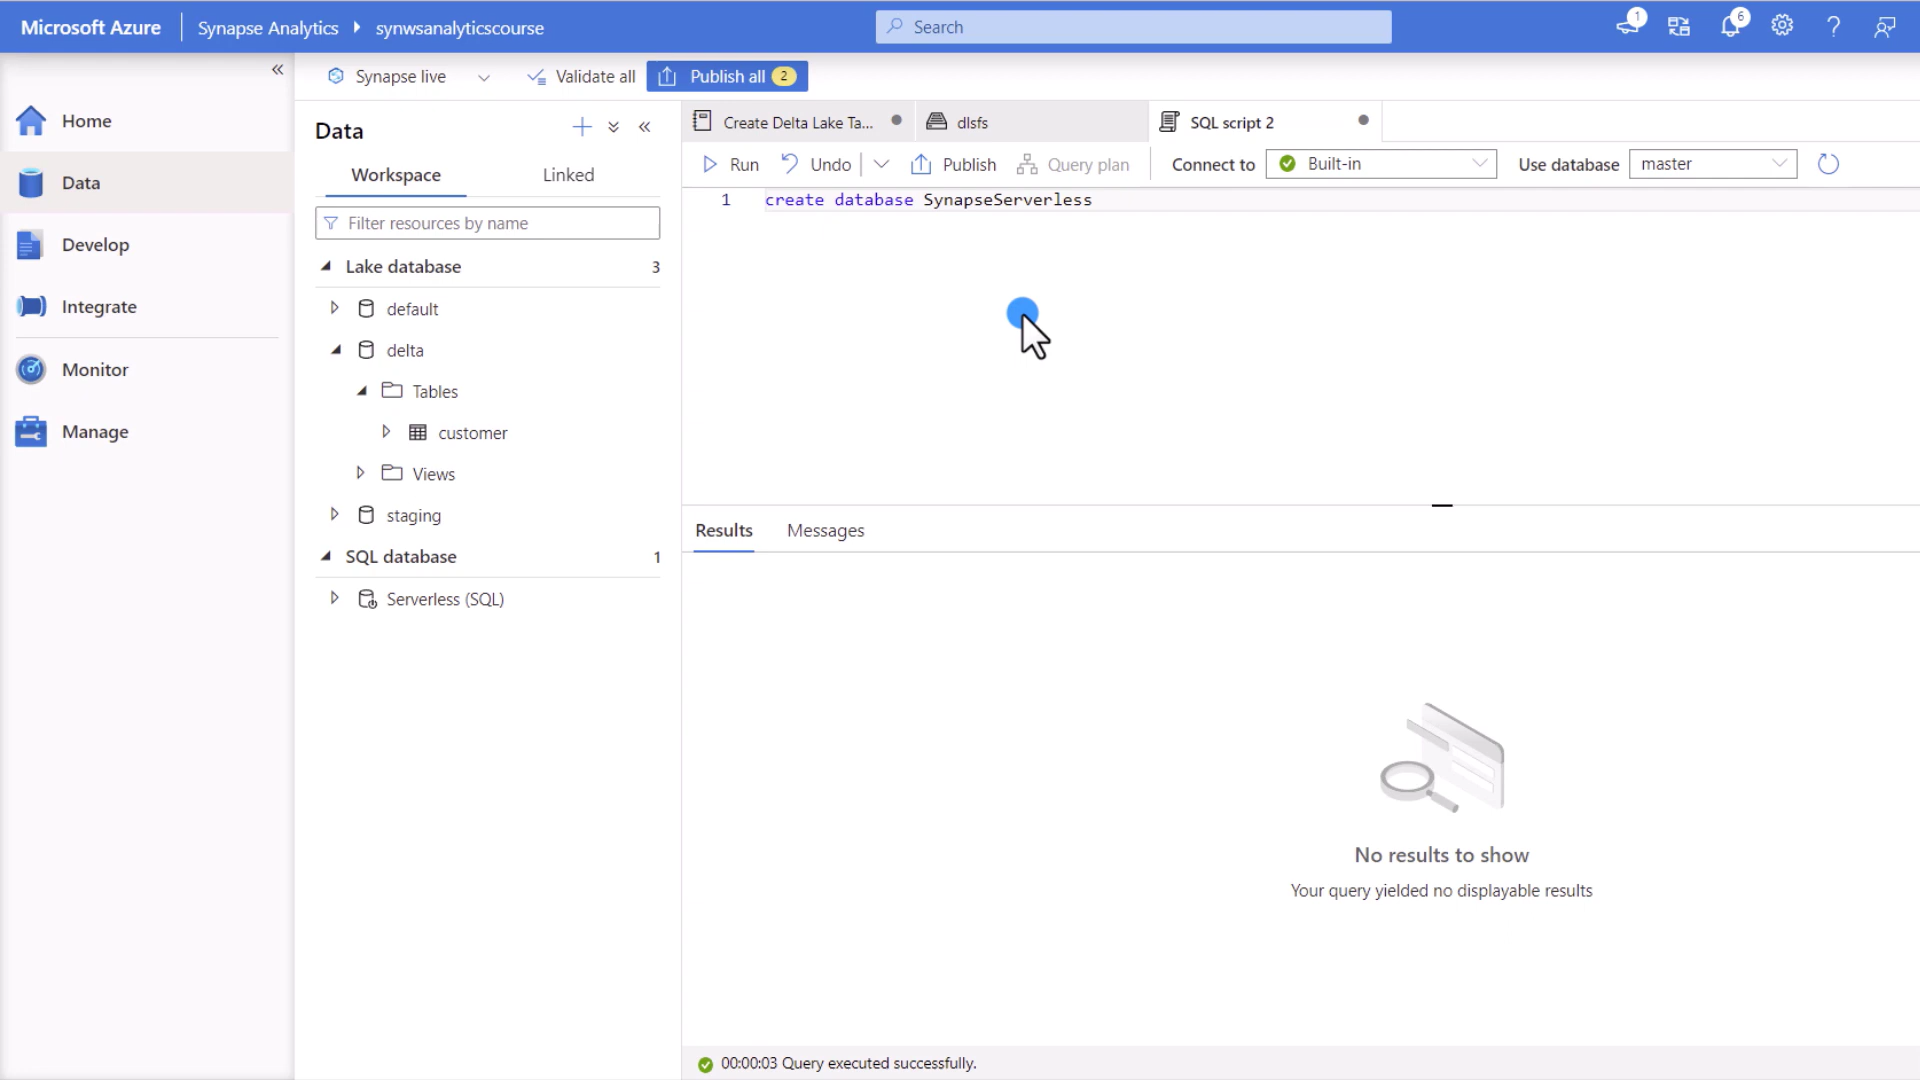 Microsoft Azure
Synapse Analytics
synwsanalyticscourse
Search
1
6
Synapse live
Validate all
Publish all 2
Home
Data
Develop
Integrate
Monitor
Manage
Data
Workspace
Linked
Filter resources by name
Lake database 3
default
delta
Tables
customer
Views
staging
SQL database 1
Serverless (SQL)
Create Delta Lake Ta...
dlsfs
SQL script 2
Run
Undo
Publish
Query plan
Connect to
Built-in
Use database
master
1 create database SynapseServerless
Results
Messages
No results to show
Your query yielded no displayable results
00:00:03 Query executed successfully.